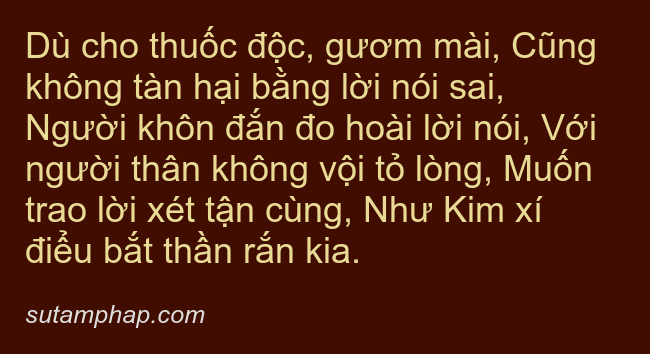 Dù cho thuốc độc, gươm mài, Cũng
không tàn hại bằng lời nói sai,
Người khôn đắn đo hoài lời nói, Với
người thân không vội tỏ lòng, Muốn
trao lời xét tận cùng, Như Kim xí
điểu bắt thần rắn kia.
sutamphap.com